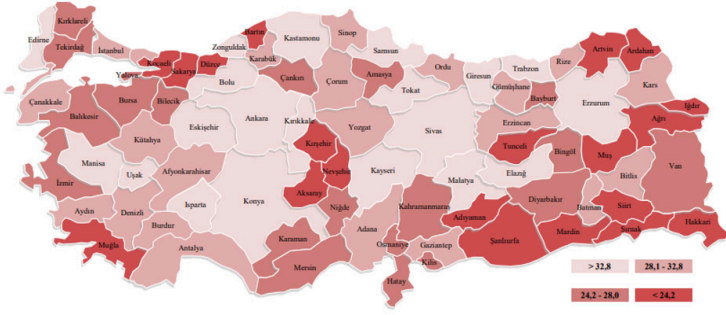 Kırklareli
Edirne
Tekirdağ
İstanbul
Yalova
Kocaeli
Sakarya
Düzce
Zonguldak
Bartın
Karabük
Kastamonu
Sinop
Samsun
Ordu
Giresun
Trabzon
Rize
Artvin
Ardahan
Bolu
Çankırı
Çorum
Amasya
Tokat
Gümüşhane
Bayburt
Erzurum
Kars
Iğdır
Çanakkale
Balıkesir
Bursa
Bilecik
Eskişehir
Ankara
Kırıkkale
Yozgat
Sivas
Erzincan
Ağrı
Kütahya
Kırşehir
Tunceli
Bingöl
Muş
Manisa
Uşak
Afyonkarahisar
Nevşehir
Kayseri
Malatya
Elazığ
Bitlis
Van
İzmir
Aksaray
Aydın
Denizli
Isparta
Konya
Niğde
Kahramanmaraş
Adıyaman
Diyarbakır
Batman
Siirt
Burdur
Muğla
Antalya
Karaman
Mersin
Adana
Osmaniye
Gaziantep
Kilis
Şanlıurfa
Mardin
Şırnak
Hakkari
Hatay
> 32,8
28,1 - 32,8
24,2 - 28,0
< 24,2